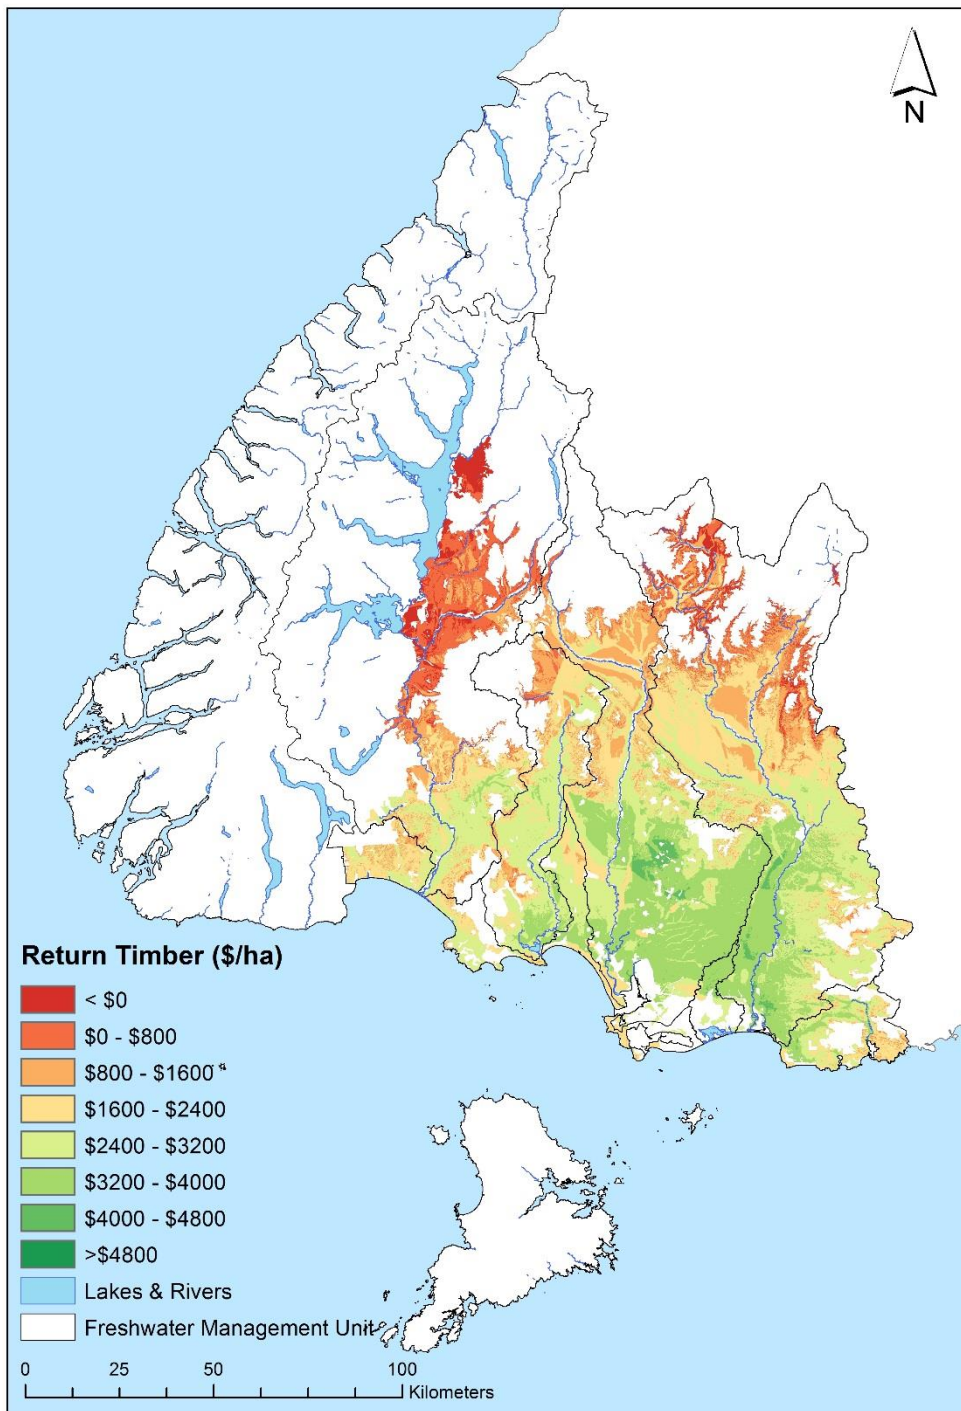 N
Return Timber ($/ha)
< $0
$0 - $800
$800 - $1600
$1600 - $2400
$2400 - $3200
$3200 - $4000
$4000 - $4800
>$4800
Lakes & Rivers
Freshwater Management Unit
0 25 50 100
Kilometers